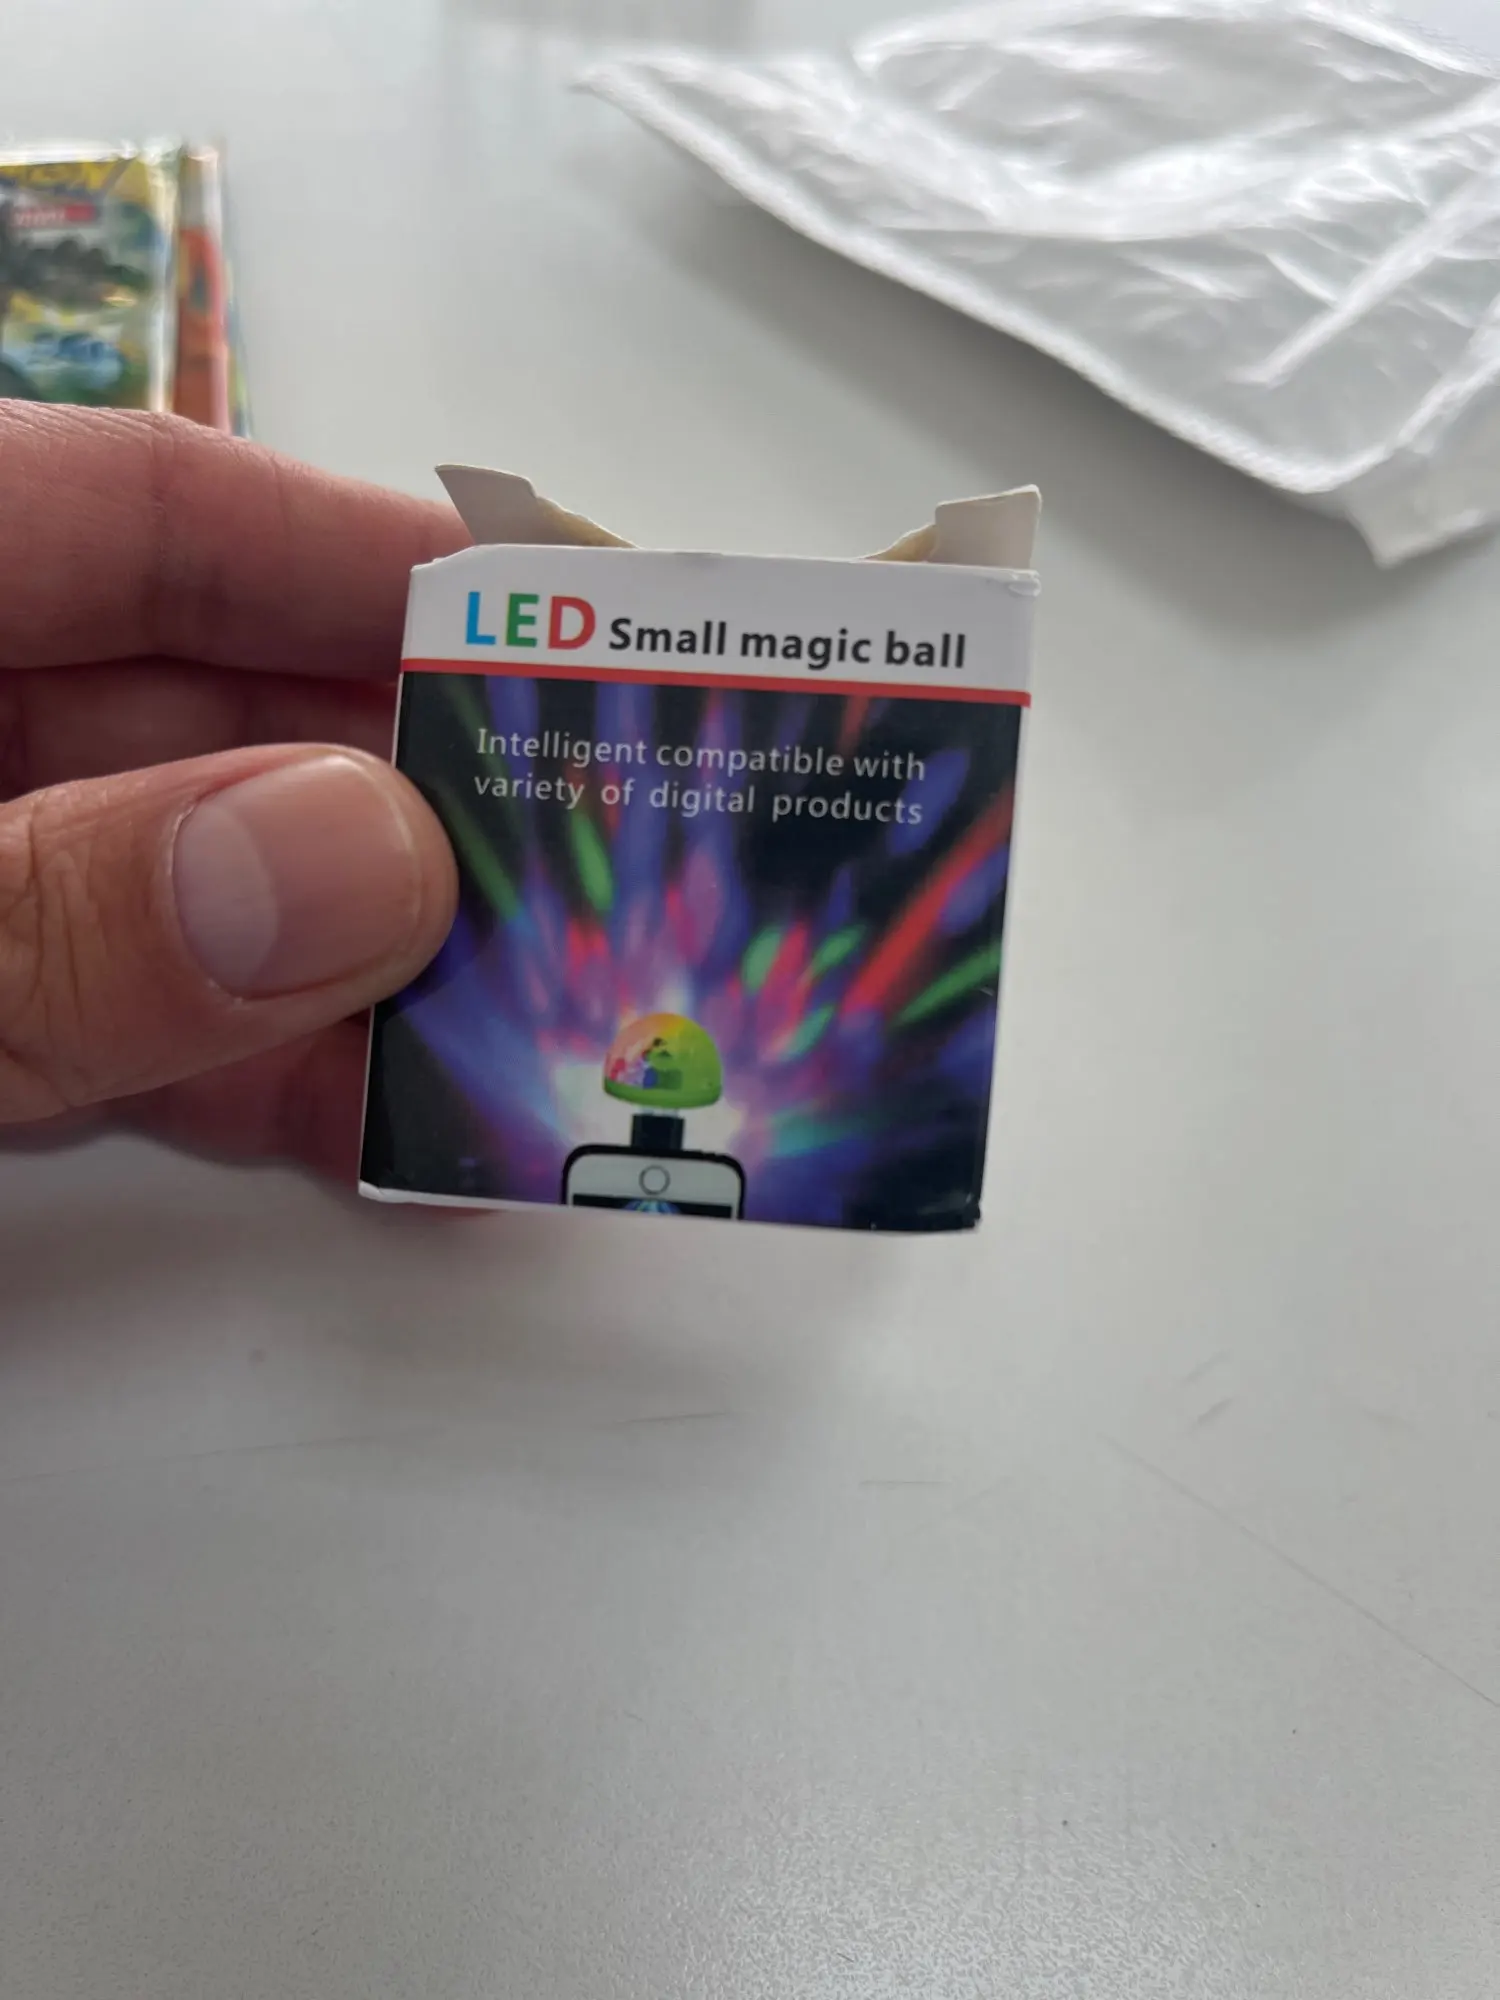 LED Small magic ball
Intelligent compatible with
variety of digital products